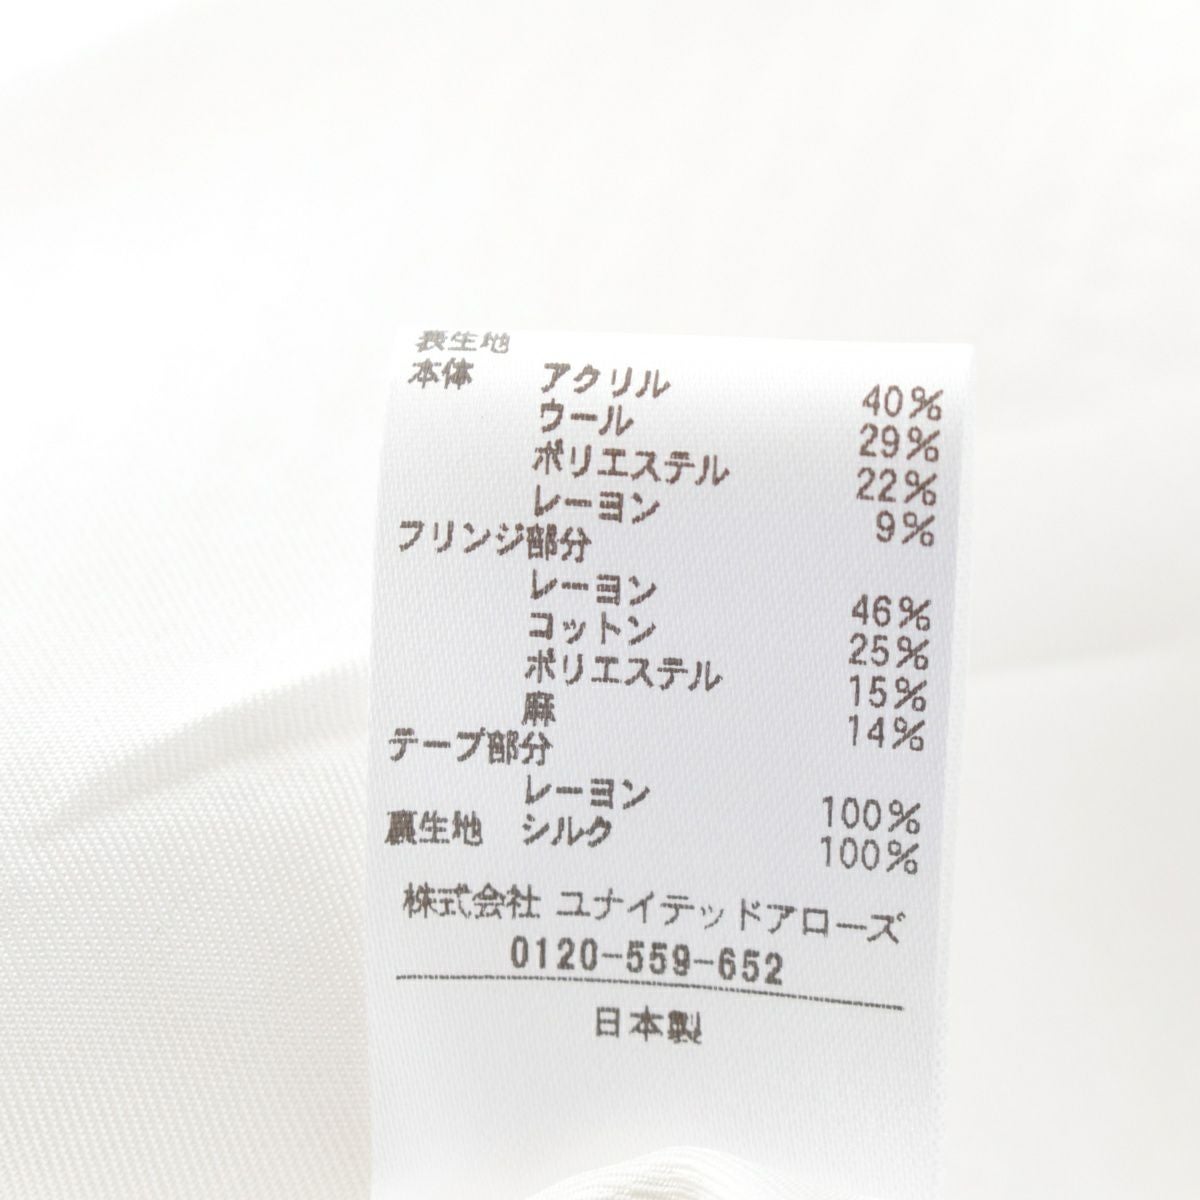 表生地
本体 アクリル 40%
ウール 29%
ポリエステル 22%
レーヨン 9%
フリンジ部分
レーヨン 46%
コットン 25%
ポリエステル 15%
麻 14%
テープ部分
レーヨン 100%
裏生地 シルク 100%
株式会社 ユナイテッドアローズ
0120-559-652
日本製